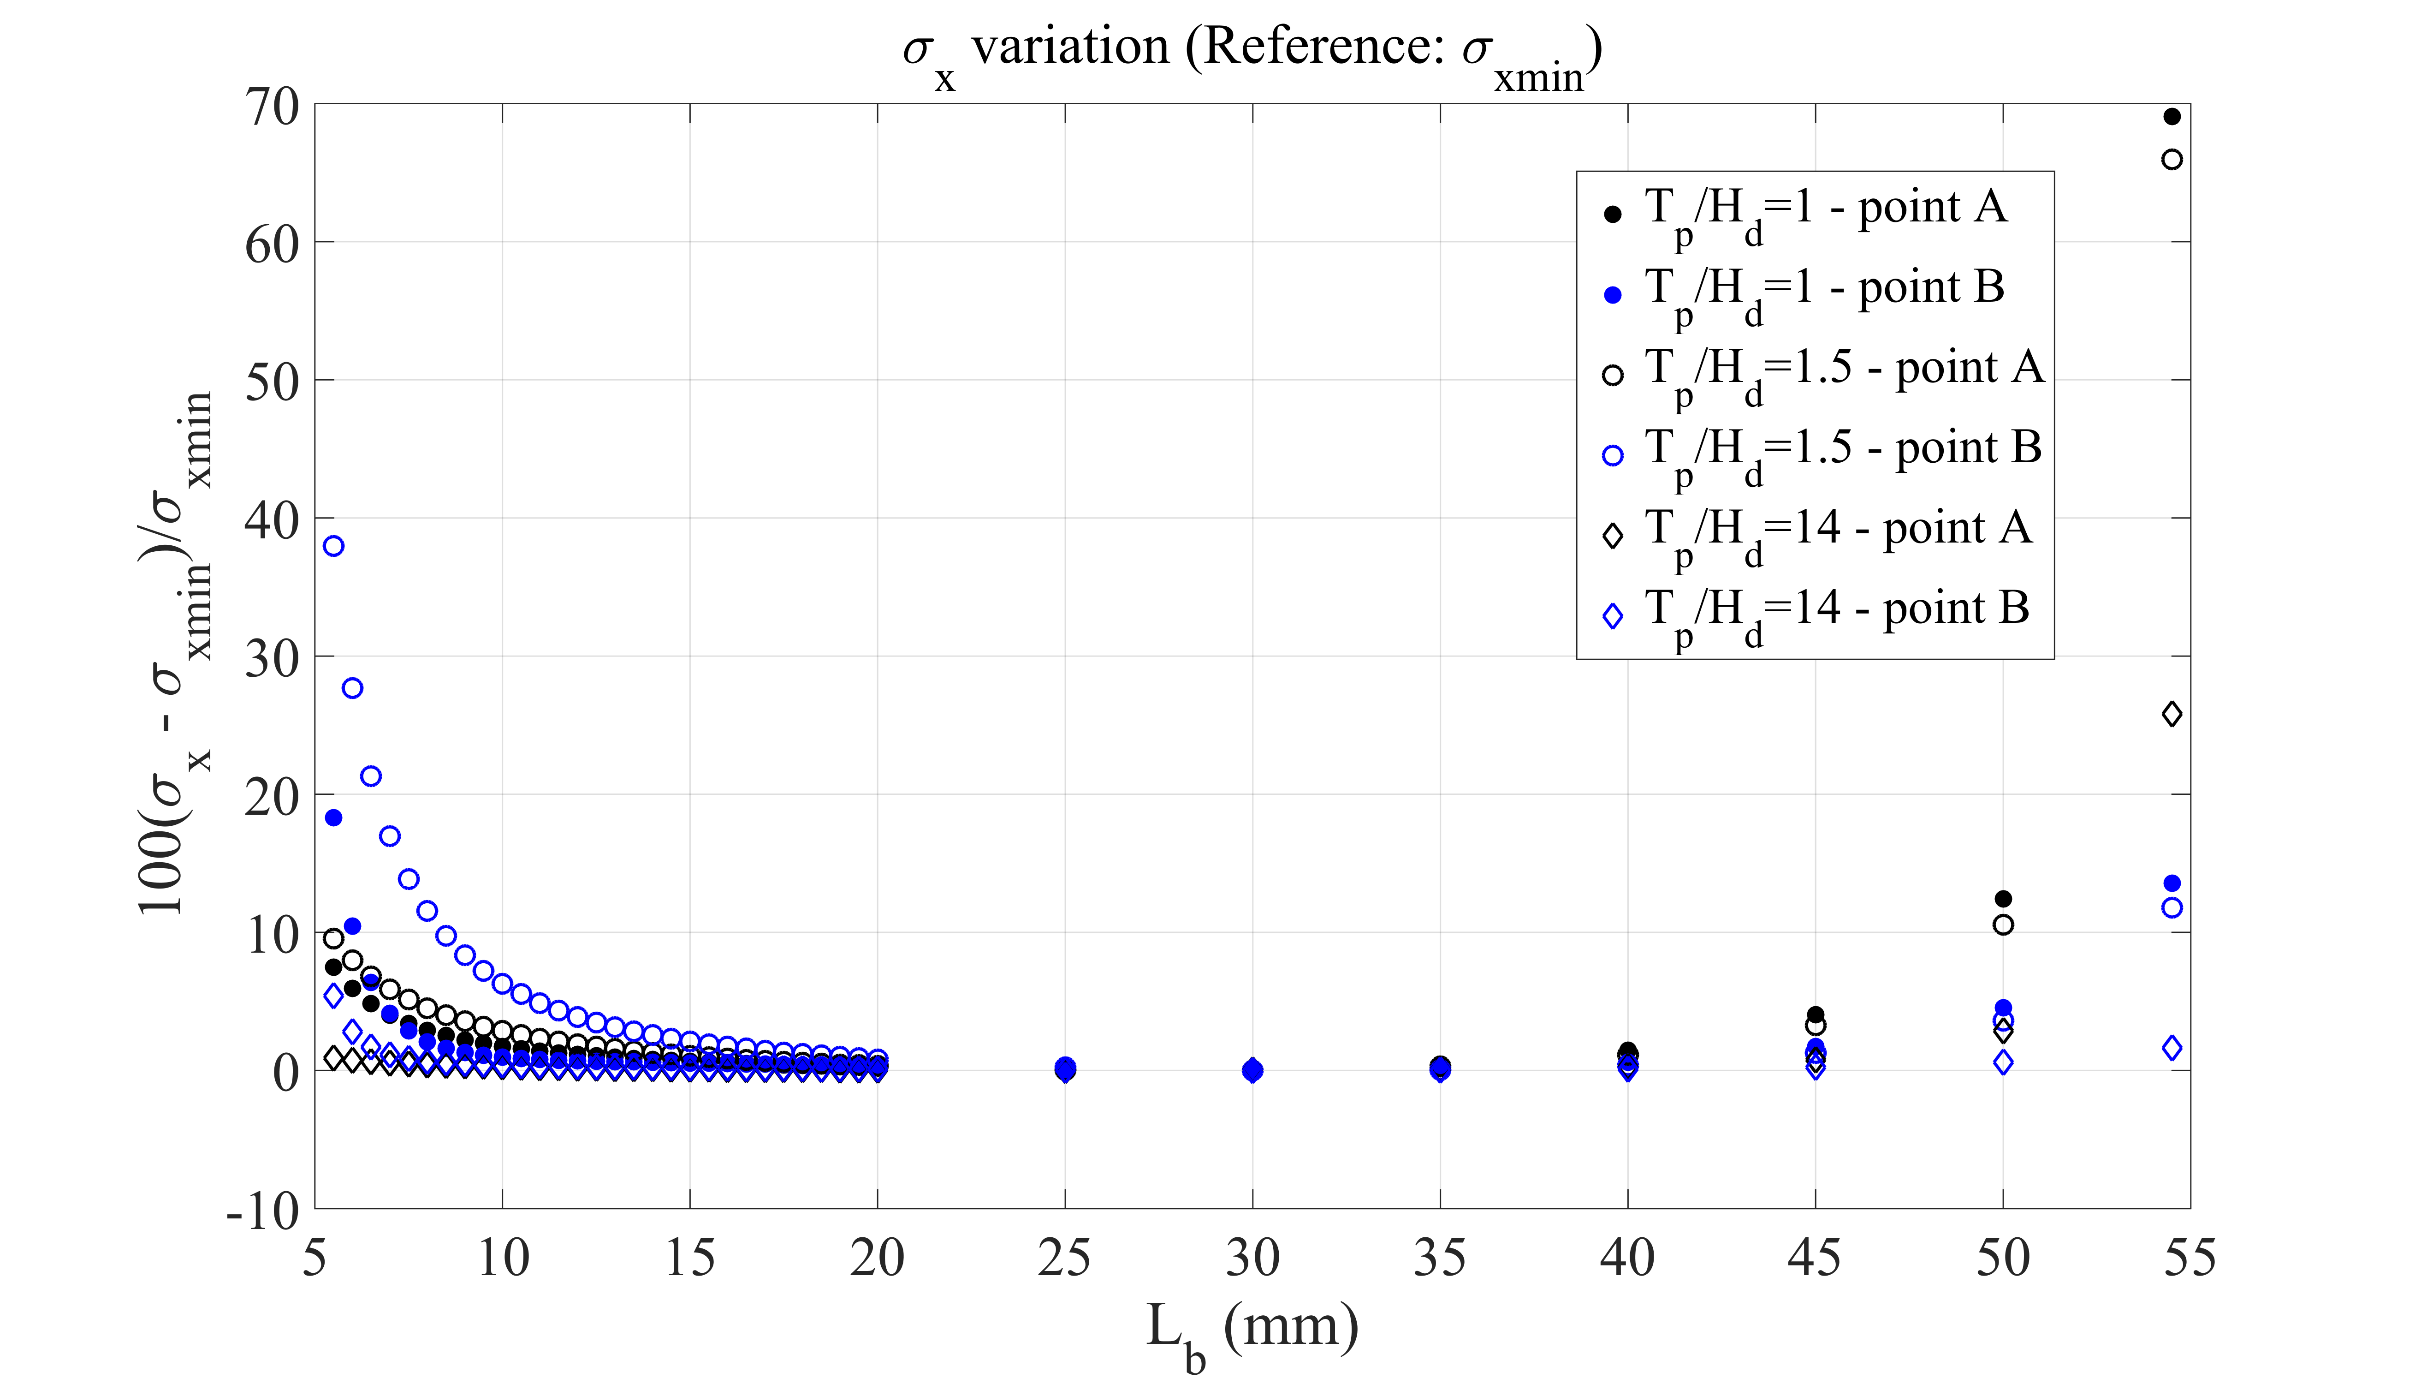 σx variation (Reference: σxmin)
100(σx - σxmin)/σxmin
70
60
50
40
30
20
10
0
-10
Tp/Hd=1 - point A
Tp/Hd=1 - point B
Tp/Hd=1.5 - point A
Tp/Hd=1.5 - point B
Tp/Hd=14 - point A
Tp/Hd=14 - point B
5 10 15 20 25 30 35 40 45 50 55
Lb (mm)